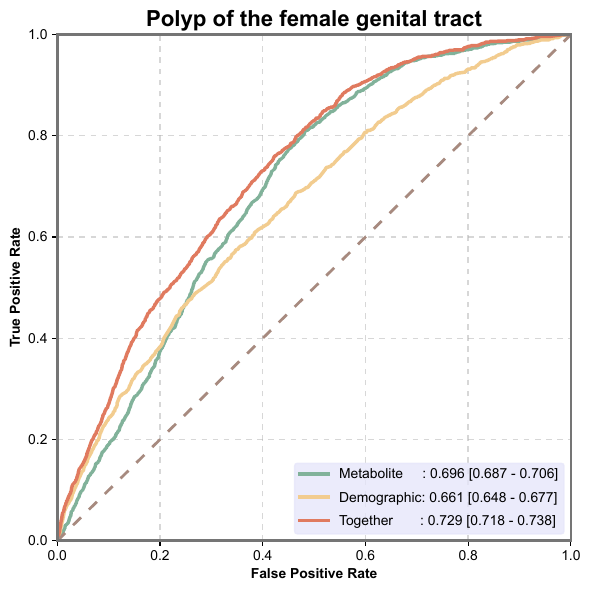 Polyp of the female genital tract
1.0
0.8
0.6
0.4
0.2
0.0
True Positive Rate
Metabolite : 0.696 [0.687 - 0.706]
Demographic: 0.661 [0.648 - 0.677]
Together : 0.729 [0.718 - 0.738]
0.0 0.2 0.4 0.6 0.8 1.0
False Positive Rate